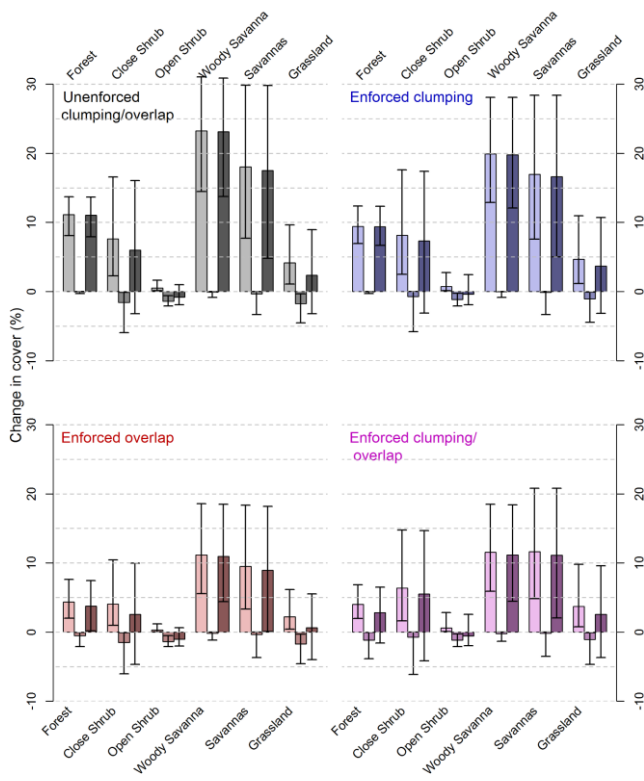 Forest
Close Shrub
Open Shrub
Woody Savanna
Savannas
Grassland
Forest
Close Shrub
Open Shrub
Woody Savanna
Savannas
Grassland
Unenforced
clumping/overlap
Enforced clumping
30
20
10
0
-10
30
20
10
0
-10
Change in cover (%)
Enforced overlap
Enforced clumping/
overlap
30
20
10
0
-10
30
20
10
0
-10
Forest
Close Shrub
Open Shrub
Woody Savanna
Savannas
Grassland
Forest
Close Shrub
Open Shrub
Woody Savanna
Savannas
Grassland